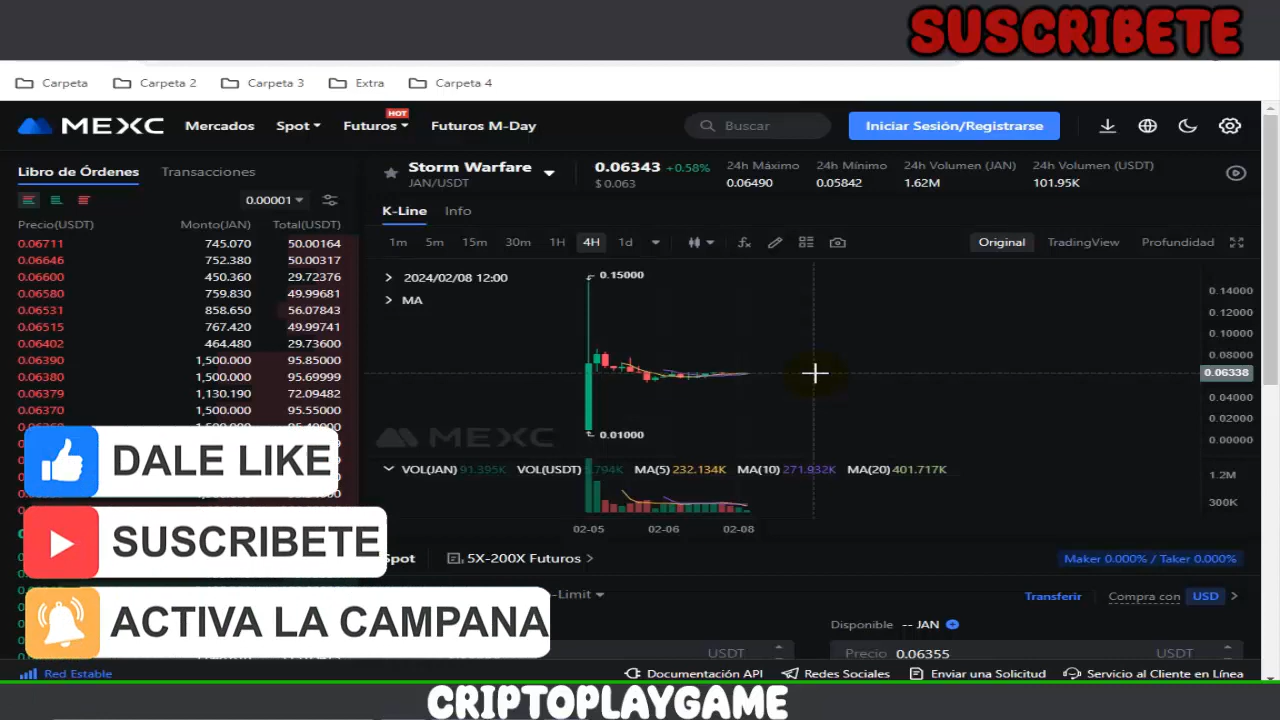 SUSCRIBETE
Carpeta Carpeta 2 Carpeta 3 Extra Carpeta 4
HOT
MEXC Mercados Spot Futuros Futuros M-Day Buscar Iniciar Sesión/Registrarse
Libro de Órdenes Transacciones
Storm Warfare 0.06343 +0.58% 24h Máximo 24h Mínimo 24h Volumen (JAN) 24h Volumen (USDT)
JAN/USDT $ 0.063 0.06490 0.05842 1.62M 101.95K
0.00001
K-Line Info
Precio(USDT) Monto(JAN) Total(USDT)
1m 5m 15m 30m 1H 4H 1d Original TradingView Profundidad
0.06711 745.070 50.00164
0.06646 752.380 50.00317
0.06600 450.360 29.72376
0.06580 759.830 49.99681
0.06531 858.650 56.07843
0.06515 767.420 49.99741
0.06402 464.480 29.73600
0.06390 1,500.000 95.85000
0.06380 1,500.000 95.69999
0.06379 1,130.190 72.09482
0.06370 1,500.000 95.55000
2024/02/08 12:00
MA
0.15000
0.01000
0.14000
0.12000
0.10000
0.08000
0.06338
0.04000
0.02000
0.00000
MEXC
VOL(JAN) 91.395K VOL(USDT) MA(5) 232.134K MA(10) 271.932K MA(20) 401.717K
1.2M
300K
02-05 02-06 02-08
DALE LIKE
SUSCRIBETE
ACTIVA LA CAMPANA
Spot 5X-200X Futuros Maker 0.000% / Taker 0.000%
-Limit Transferir Compra con USD
Disponible -- JAN
USDT Precio 0.06355 USDT
Red Estable Documentación API Redes Sociales Enviar una Solicitud Servicio al Cliente en Línea
CRIPTOPLAYGAME